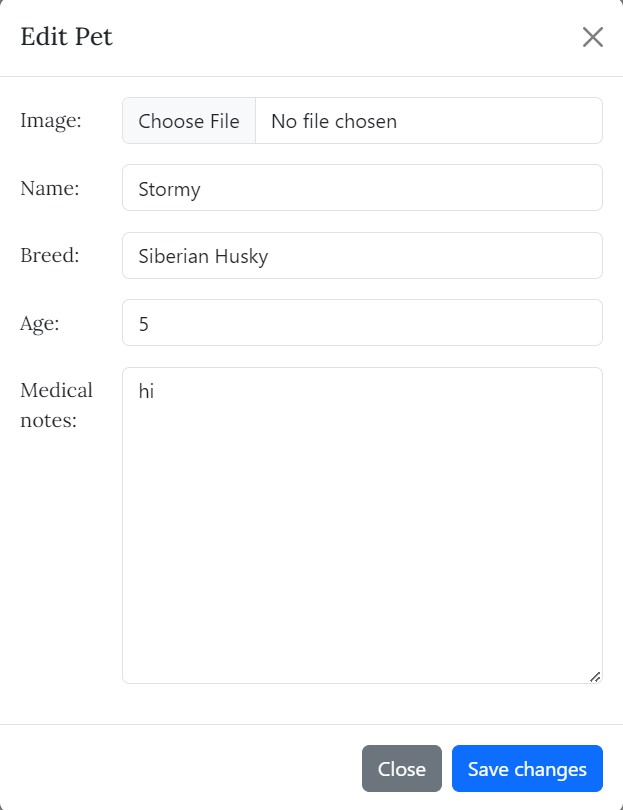 Edit Pet
Image: Choose File No file chosen
Name: Stormy
Breed: Siberian Husky
Age: 5
Medical notes: hi
Close Save changes